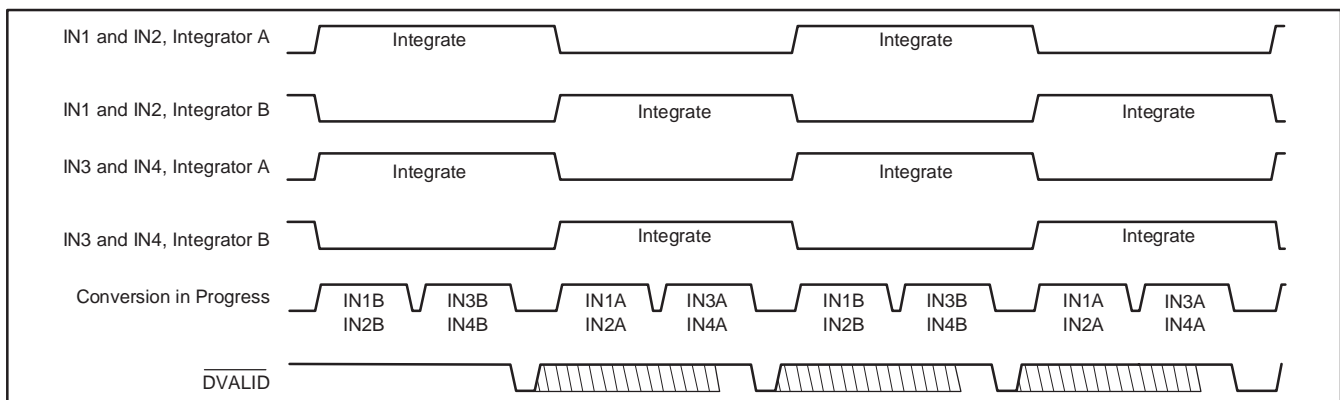 IN1 and IN2, Integrator A
Integrate
Integrate
IN1 and IN2, Integrator B
Integrate
Integrate
IN3 and IN4, Integrator A
Integrate
Integrate
IN3 and IN4, Integrator B
Integrate
Integrate
Conversion in Progress
IN1B IN3B IN1A IN3A IN1B IN3B IN1A IN3A
IN2B IN4B IN2A IN4A IN2B IN4B IN2A IN4A
DVALID